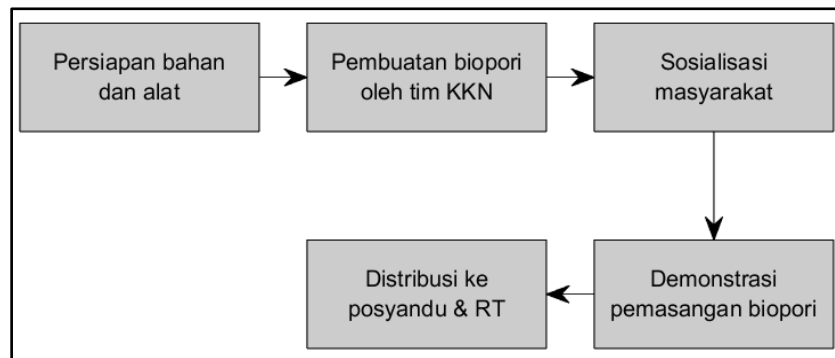 Persiapan bahan
dan alat
Pembuatan biopori
oleh tim KKN
Sosialisasi
masyarakat
Demonstrasi
pemasangan biopori
Distribusi ke
posyandu & RT